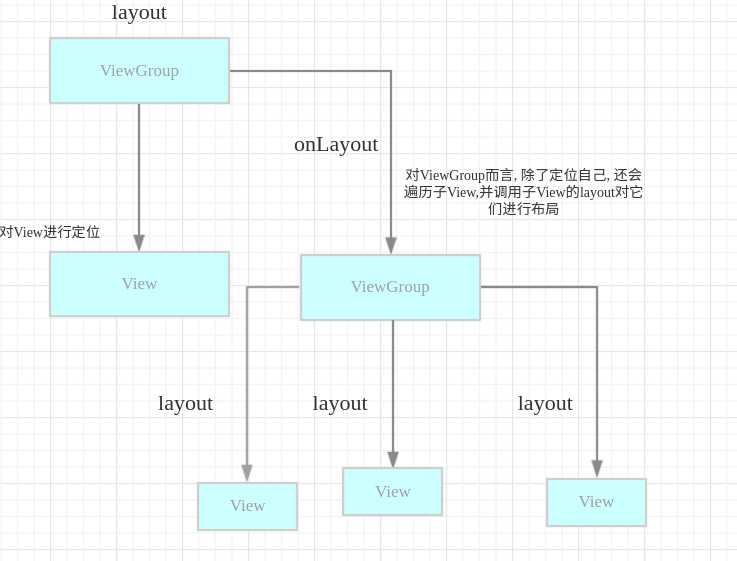 layout
ViewGroup
onLayout
对ViewGroup而言, 除了定位自己, 还会
遍历子View,并调用子View的layout对它
们进行布局
对View进行定位
View
ViewGroup
layout
layout
layout
View
View
View